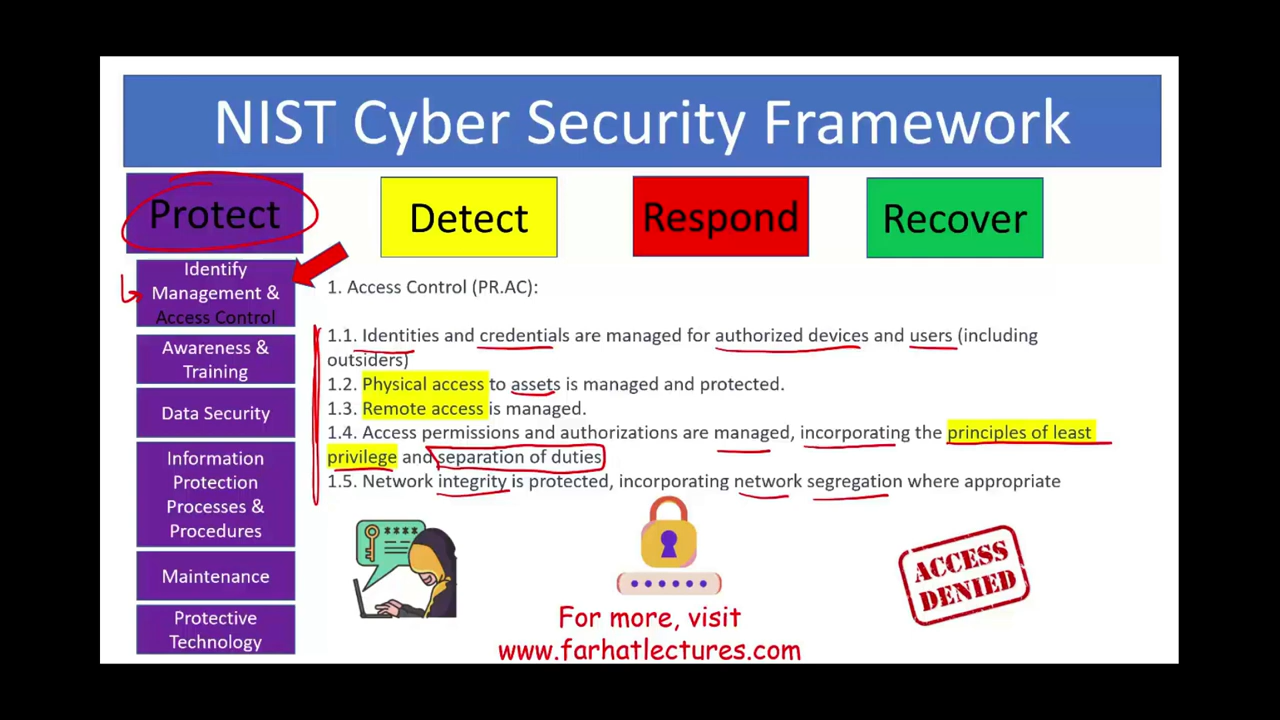 NIST Cyber Security Framework
Protect
Detect
Respond
Recover
Identify
Management &
Access Control
Awareness &
Training
Data Security
Information
Protection
Processes &
Procedures
Maintenance
Protective
Technology
1. Access Control (PR.AC):
1.1. Identities and credentials are managed for authorized devices and users (including
outsiders)
1.2. Physical access to assets is managed and protected.
1.3. Remote access is managed.
1.4. Access permissions and authorizations are managed, incorporating the principles of least
privilege and separation of duties
1.5. Network integrity is protected, incorporating network segregation where appropriate
****
ACCESS
DENIED
For more, visit
www.farhatlectures.com